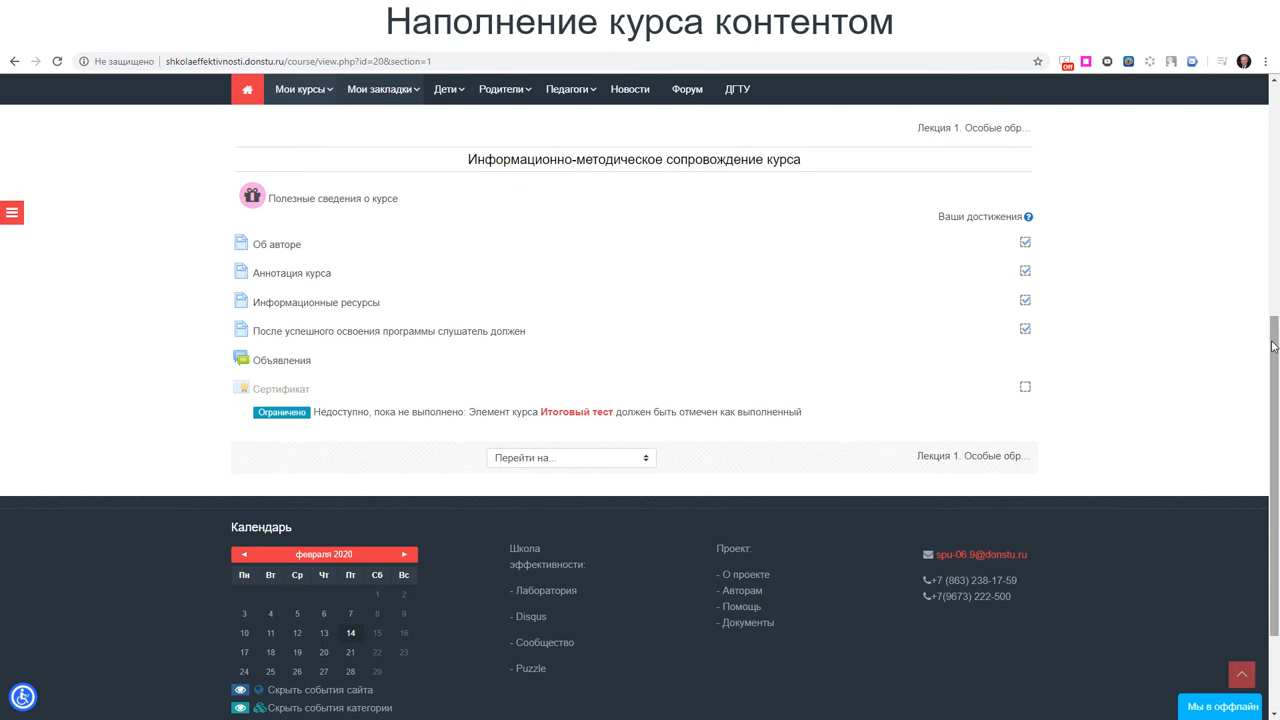 Наполнение курса контентом
Не защищено shkolaeffektivnosti.donstu.ru/course/view.php?id=20&section=1
Off
Мои курсы Мои закладки Дети Родители Педагоги Новости Форум ДГТУ
Лекция 1. Особые обр...
Информационно-методическое сопровождение курса
Полезные сведения о курсе
Ваши достижения ?
Об авторе
Аннотация курса
Информационные ресурсы
После успешного освоения программы слушатель должен
Объявления
Сертификат
Ограничено Недоступно, пока не выполнено: Элемент курса Итоговый тест должен быть отмечен как выполненный
Перейти на...
Лекция 1. Особые обр...
Календарь
◄ февраля 2020 ►
Пн Вт Ср Чт Пт Сб Вс
1 2
3 4 5 6 7 8 9
10 11 12 13 14 15 16
17 18 19 20 21 22 23
24 25 26 27 28 29
Скрыть события сайта
Скрыть события категории
Школа
эффективности:
- Лаборатория
- Disqus
- Сообщество
- Puzzle
Проект:
- О проекте
- Авторам
- Помощь
- Документы
spu-06.9@donstu.ru
+7 (863) 238-17-59
+7(9673) 222-500
Мы в оффлайн